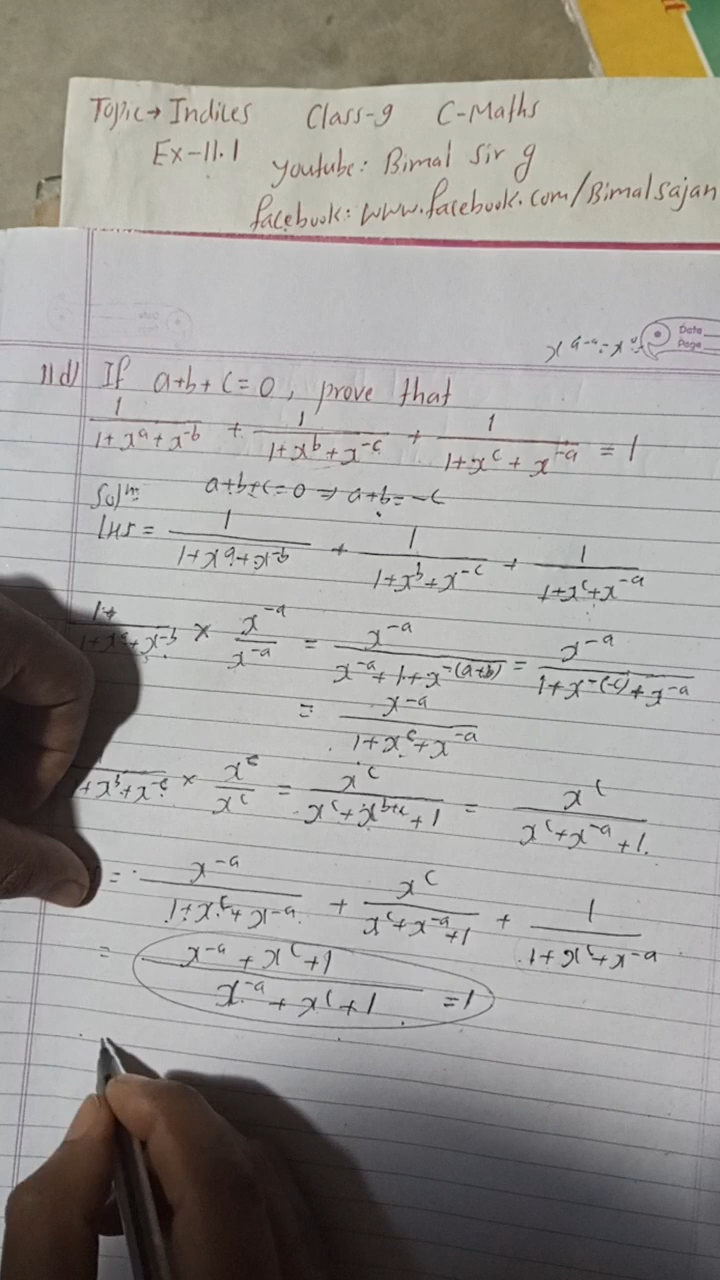 Topic → Indices Class-9 C-Maths
Ex-11.1 youtube: Bimal Sir g
facebook: www.facebook.com/Bimalsajan
Date
Page
11d) If a+b+c=0, prove that
1/(1+x^a+x^-b) + 1/(1+x^b+x^-c) + 1/(1+x^c+x^-a) = 1
Solⁿ: a+b+c=0 ⇒ a+b=-c
LHS = 1/(1+x^a+x^-b) + 1/(1+x^b+x^-c) + 1/(1+x^c+x^-a)
× x^-a/x^-a = x^-a/(x^-a+1+x^-(a+b)) = x^-a/(1+x^-(-c)+x^-a)
= x^-a/(1+x^c+x^-a)
× x^c/x^c = x^c/(x^c+x^b+c+1) = x^c/(x^c+x^-a+1)
= x^-a/(1+x^c+x^-a) + x^c/(x^c+x^-a+1) + 1/(1+x^c+x^-a)
= (x^-a+x^c+1)/(x^-a+x^c+1) = 1